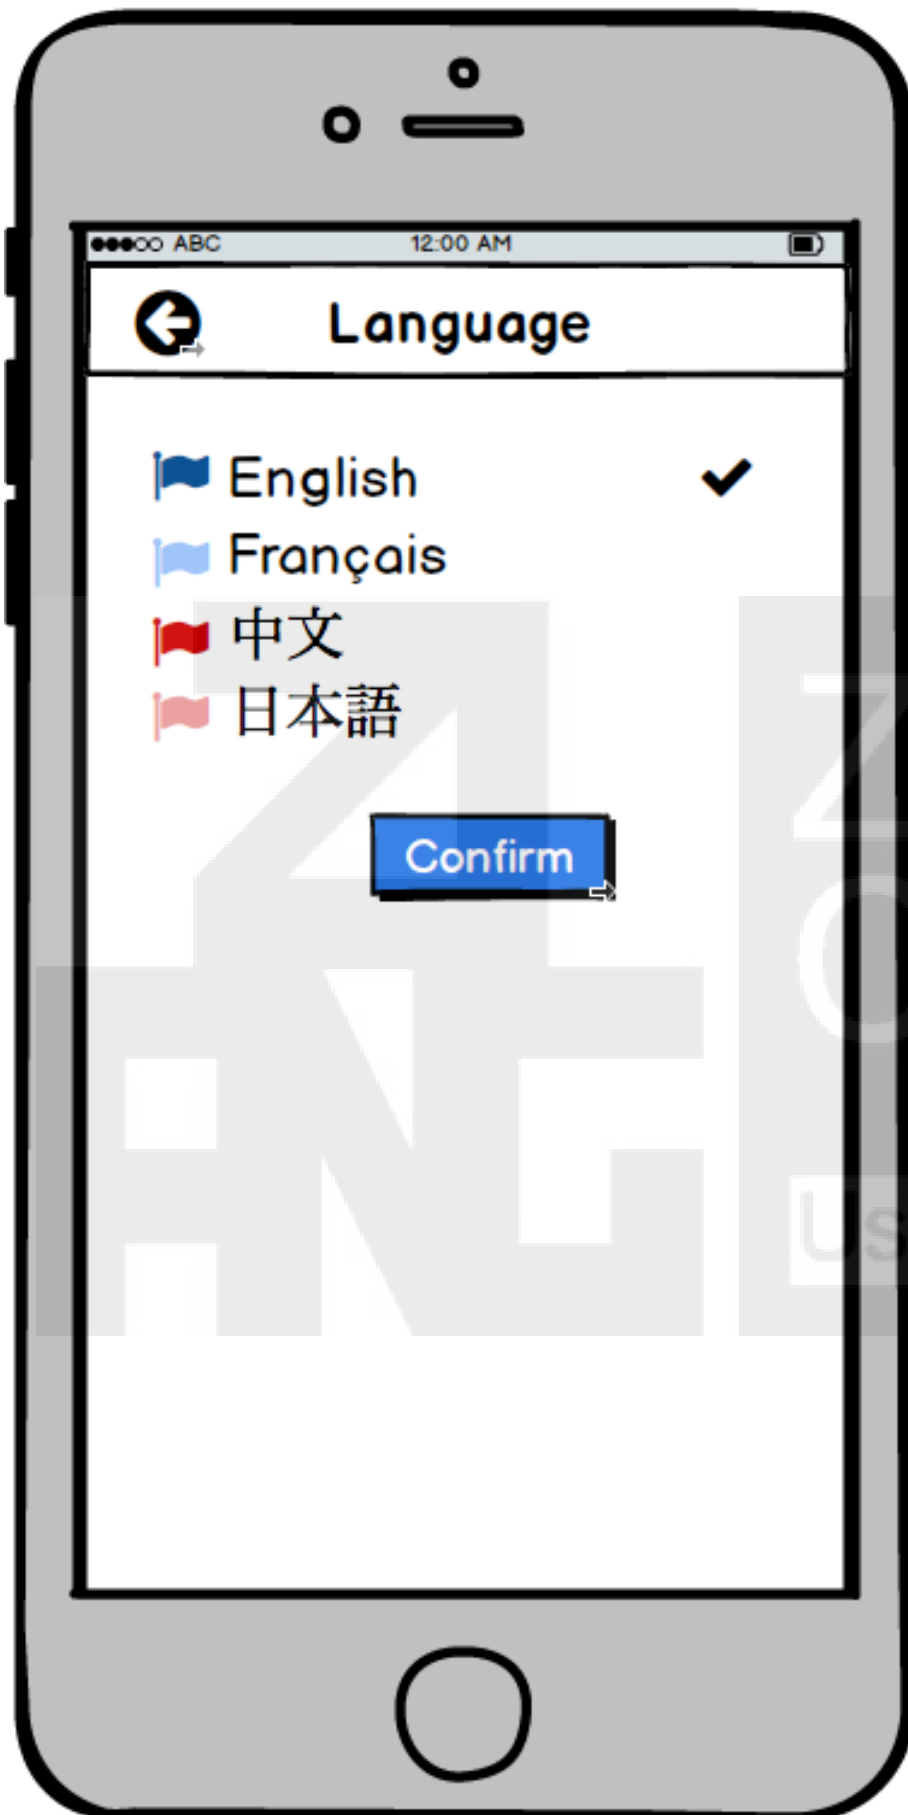 ABC 12:00 AM
Language
English
Français
中文
日本語
Confirm